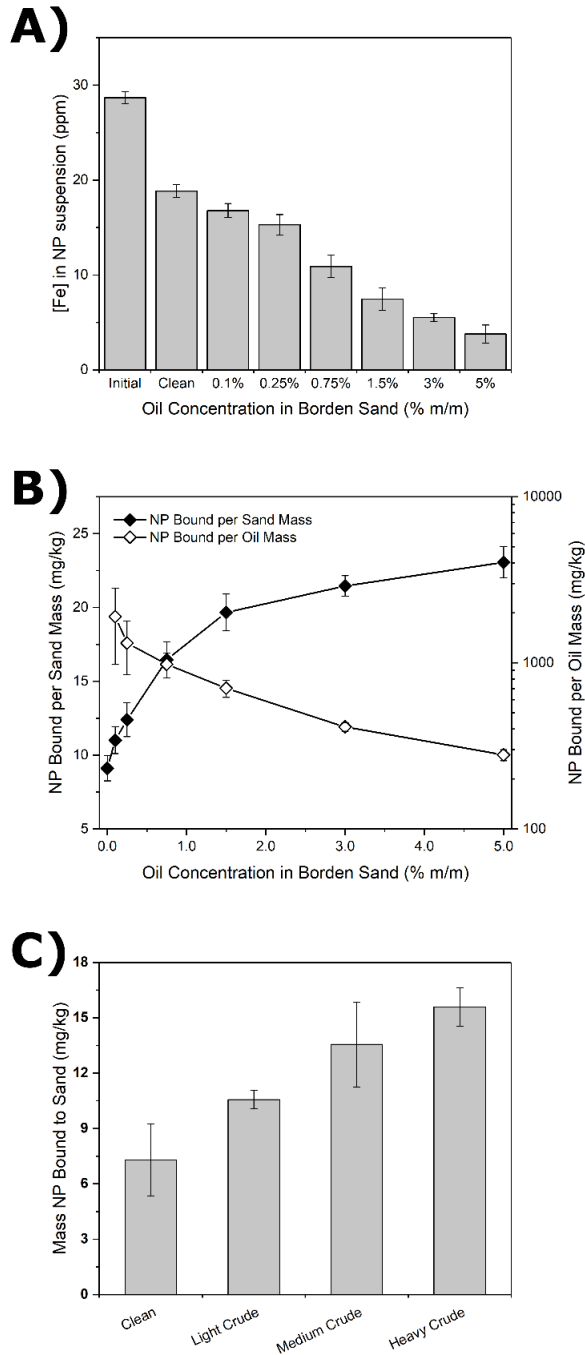 A)
[Fe] in NP suspension (ppm)
30
20
10
0
Initial Clean 0.1% 0.25% 0.75% 1.5% 3% 5%
Oil Concentration in Borden Sand (% m/m)
B)
NP Bound per Sand Mass (mg/kg)
25
20
15
10
5
NP Bound per Sand Mass
NP Bound per Oil Mass
10000
1000
100
NP Bound per Oil Mass (mg/kg)
0.0 1.0 2.0 3.0 4.0 5.0
Oil Concentration in Borden Sand (% m/m)
C)
Mass NP Bound to Sand (mg/kg)
18
15
12
9
6
3
0
Clean Light Crude Medium Crude Heavy Crude